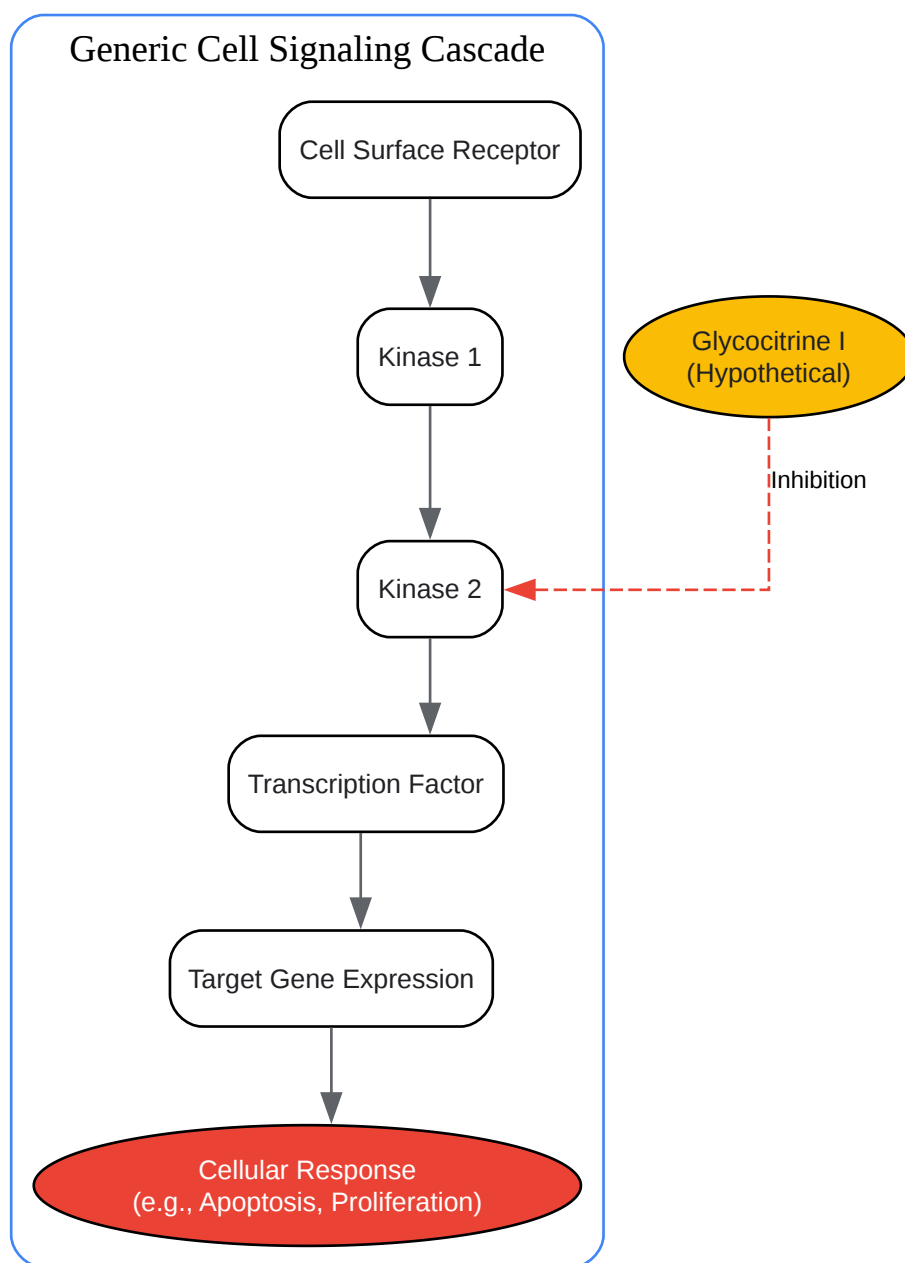 Generic Cell Signaling Cascade
Cell Surface Receptor
Kinase 1
Glycocitrine I
(Hypothetical)
Inhibition
Kinase 2
Transcription Factor
Target Gene Expression
Cellular Response
(e.g., Apoptosis, Proliferation)